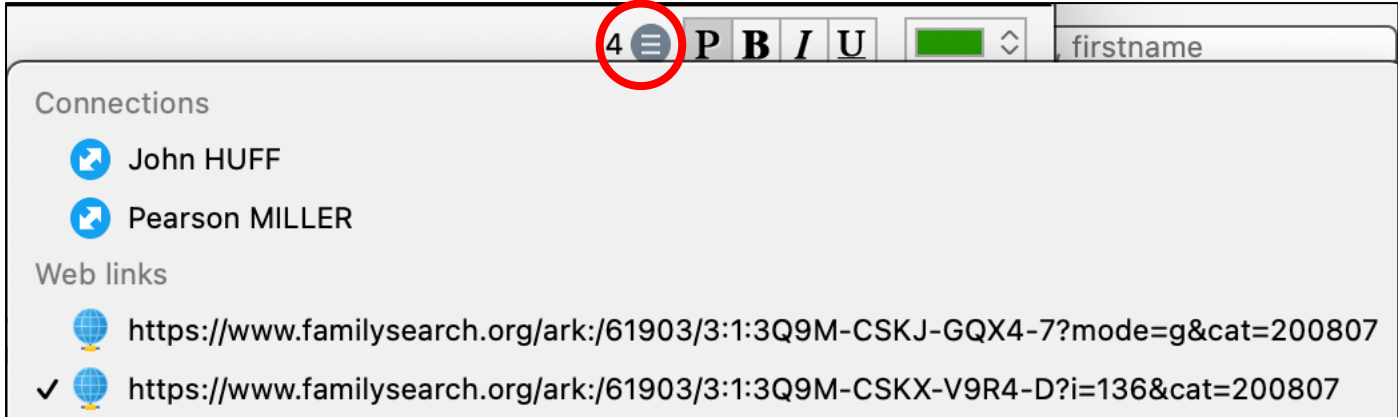 4 P B I U , firstname
Connections
John HUFF
Pearson MILLER
Web links
https://www.familysearch.org/ark:/61903/3:1:3Q9M-CSKJ-GQX4-7?mode=g&cat=200807
https://www.familysearch.org/ark:/61903/3:1:3Q9M-CSKX-V9R4-D?i=136&cat=200807